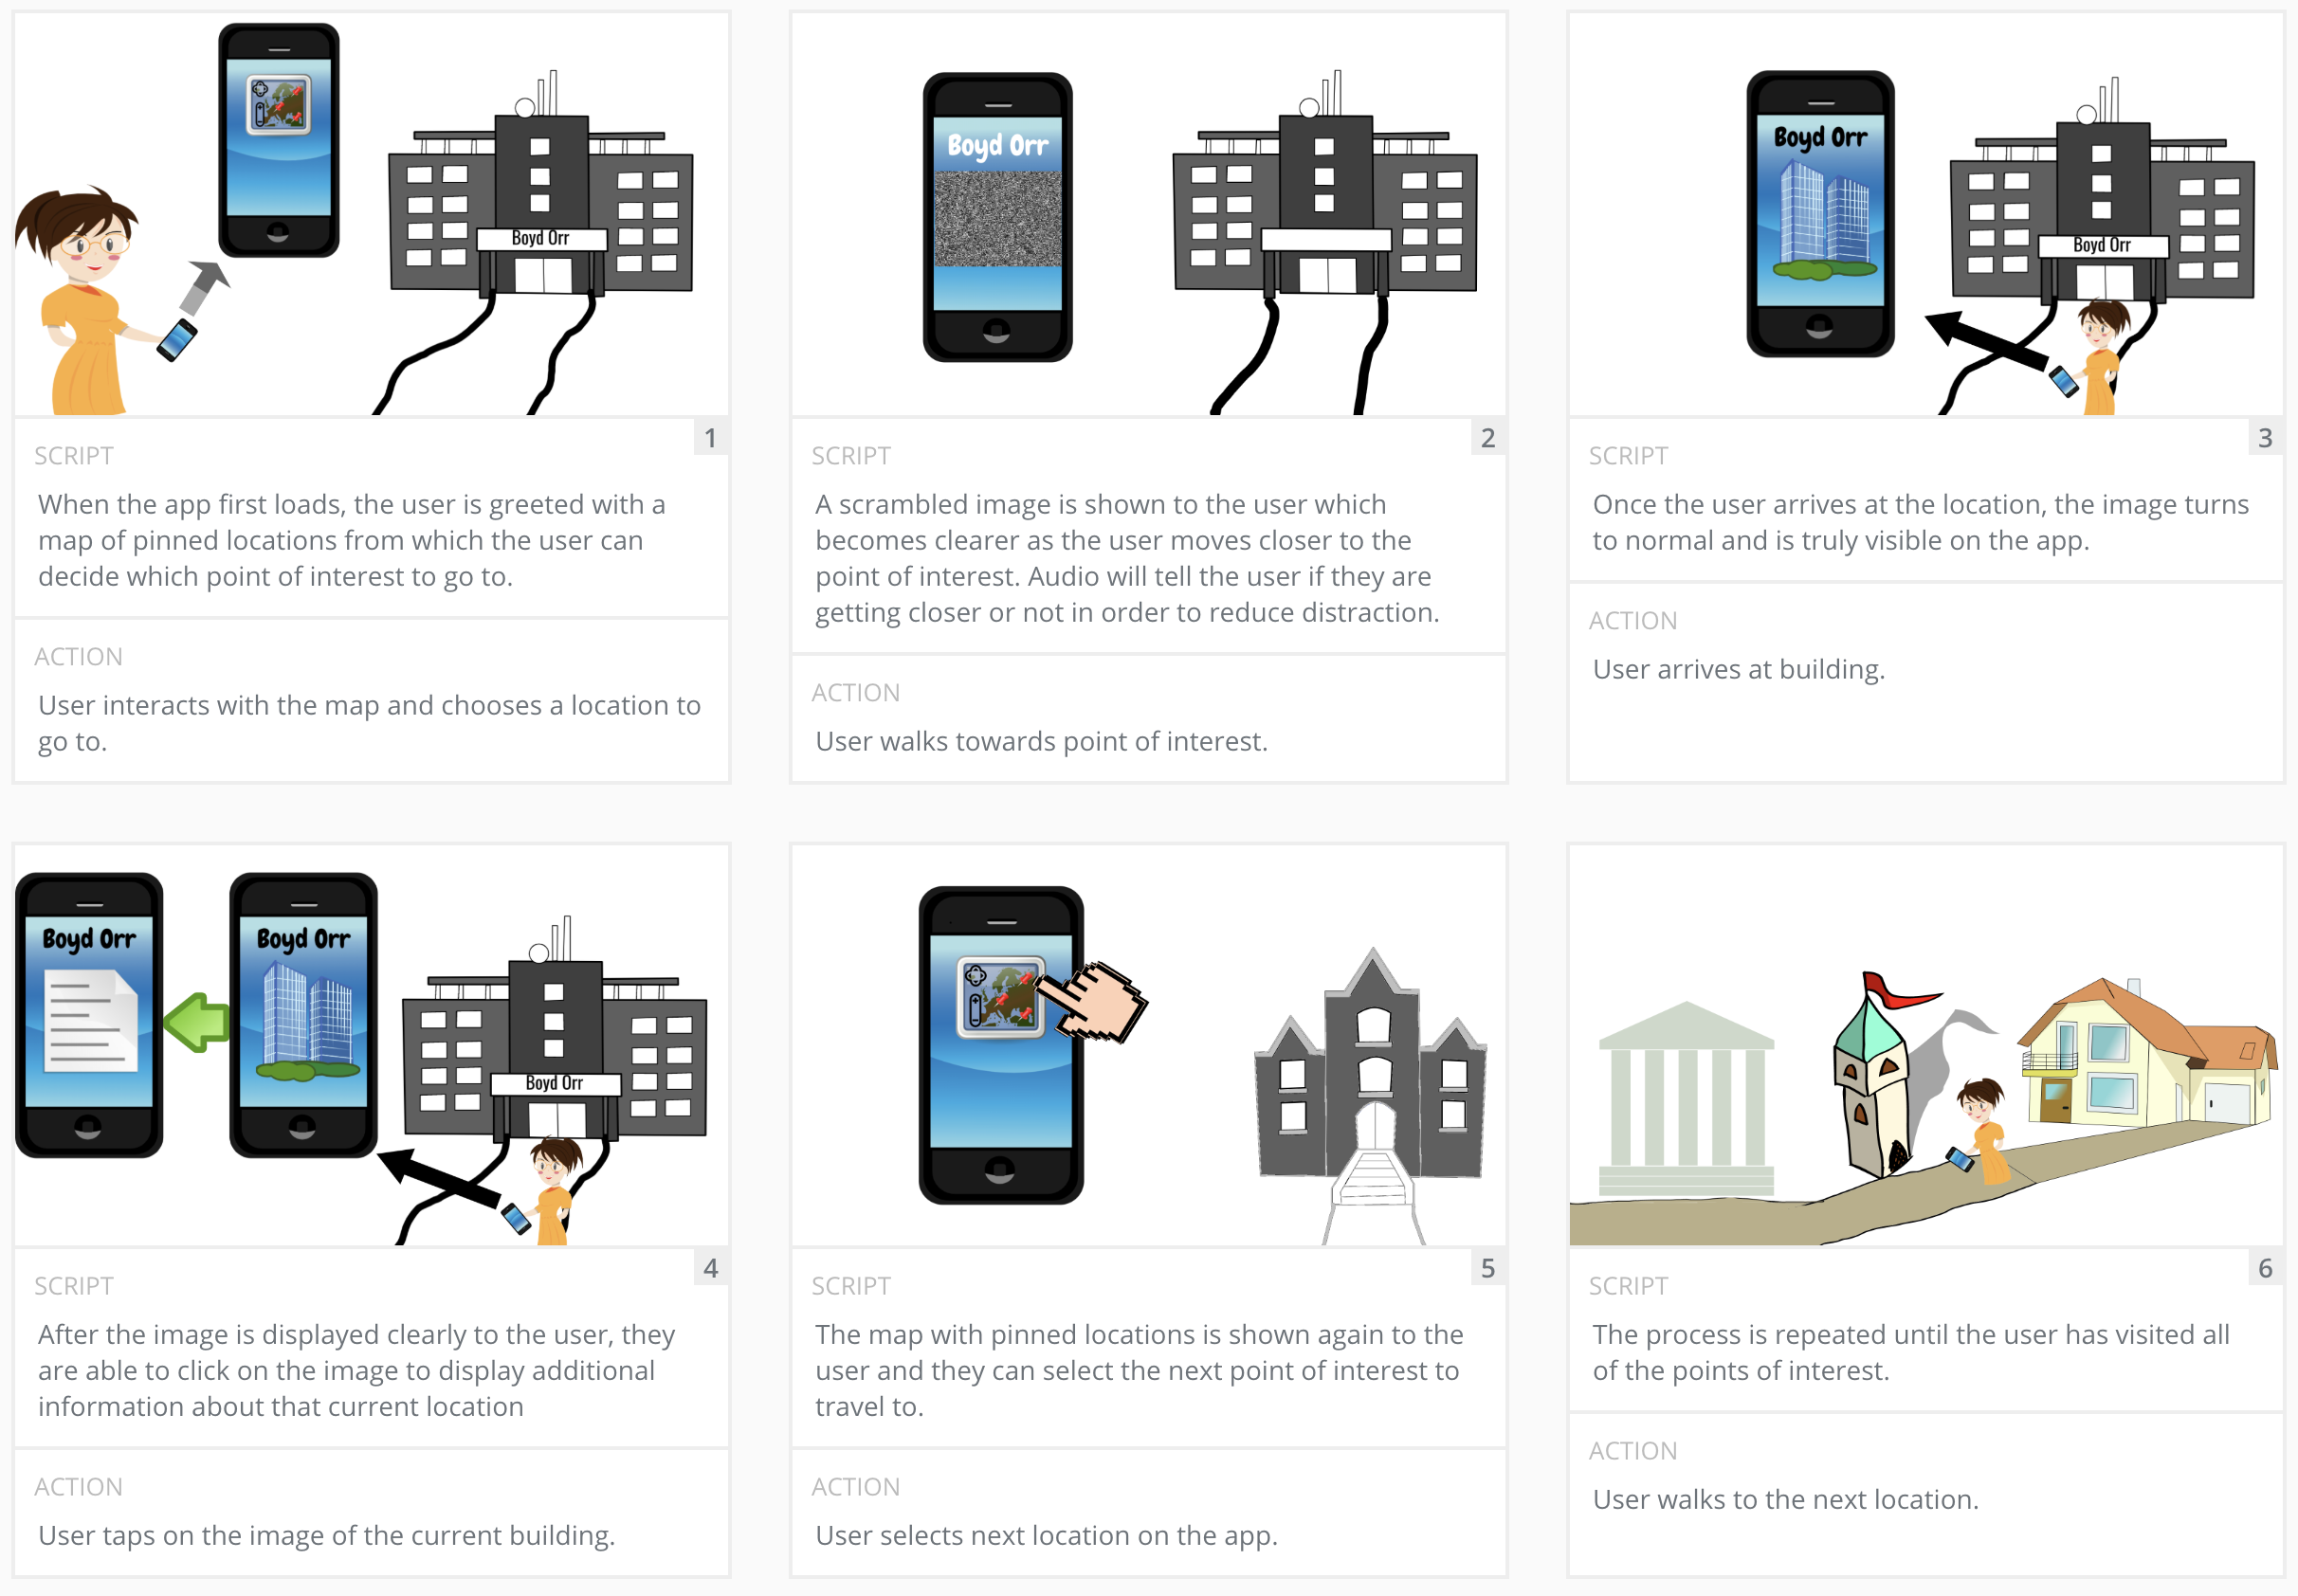 Boyd Orr
1
SCRIPT
When the app first loads, the user is greeted with a
map of pinned locations from which the user can
decide which point of interest to go to.
ACTION
User interacts with the map and chooses a location to
go to.
Boyd Orr
2
SCRIPT
A scrambled image is shown to the user which
becomes clearer as the user moves closer to the
point of interest. Audio will tell the user if they are
getting closer or not in order to reduce distraction.
ACTION
User walks towards point of interest.
Boyd Orr
Boyd Orr
3
SCRIPT
Once the user arrives at the location, the image turns
to normal and is truly visible on the app.
ACTION
User arrives at building.
Boyd Orr
Boyd Orr
Boyd Orr
4
SCRIPT
After the image is displayed clearly to the user, they
are able to click on the image to display additional
information about that current location
ACTION
User taps on the image of the current building.
5
SCRIPT
The map with pinned locations is shown again to the
user and they can select the next point of interest to
travel to.
ACTION
User selects next location on the app.
6
SCRIPT
The process is repeated until the user has visited all
of the points of interest.
ACTION
User walks to the next location.